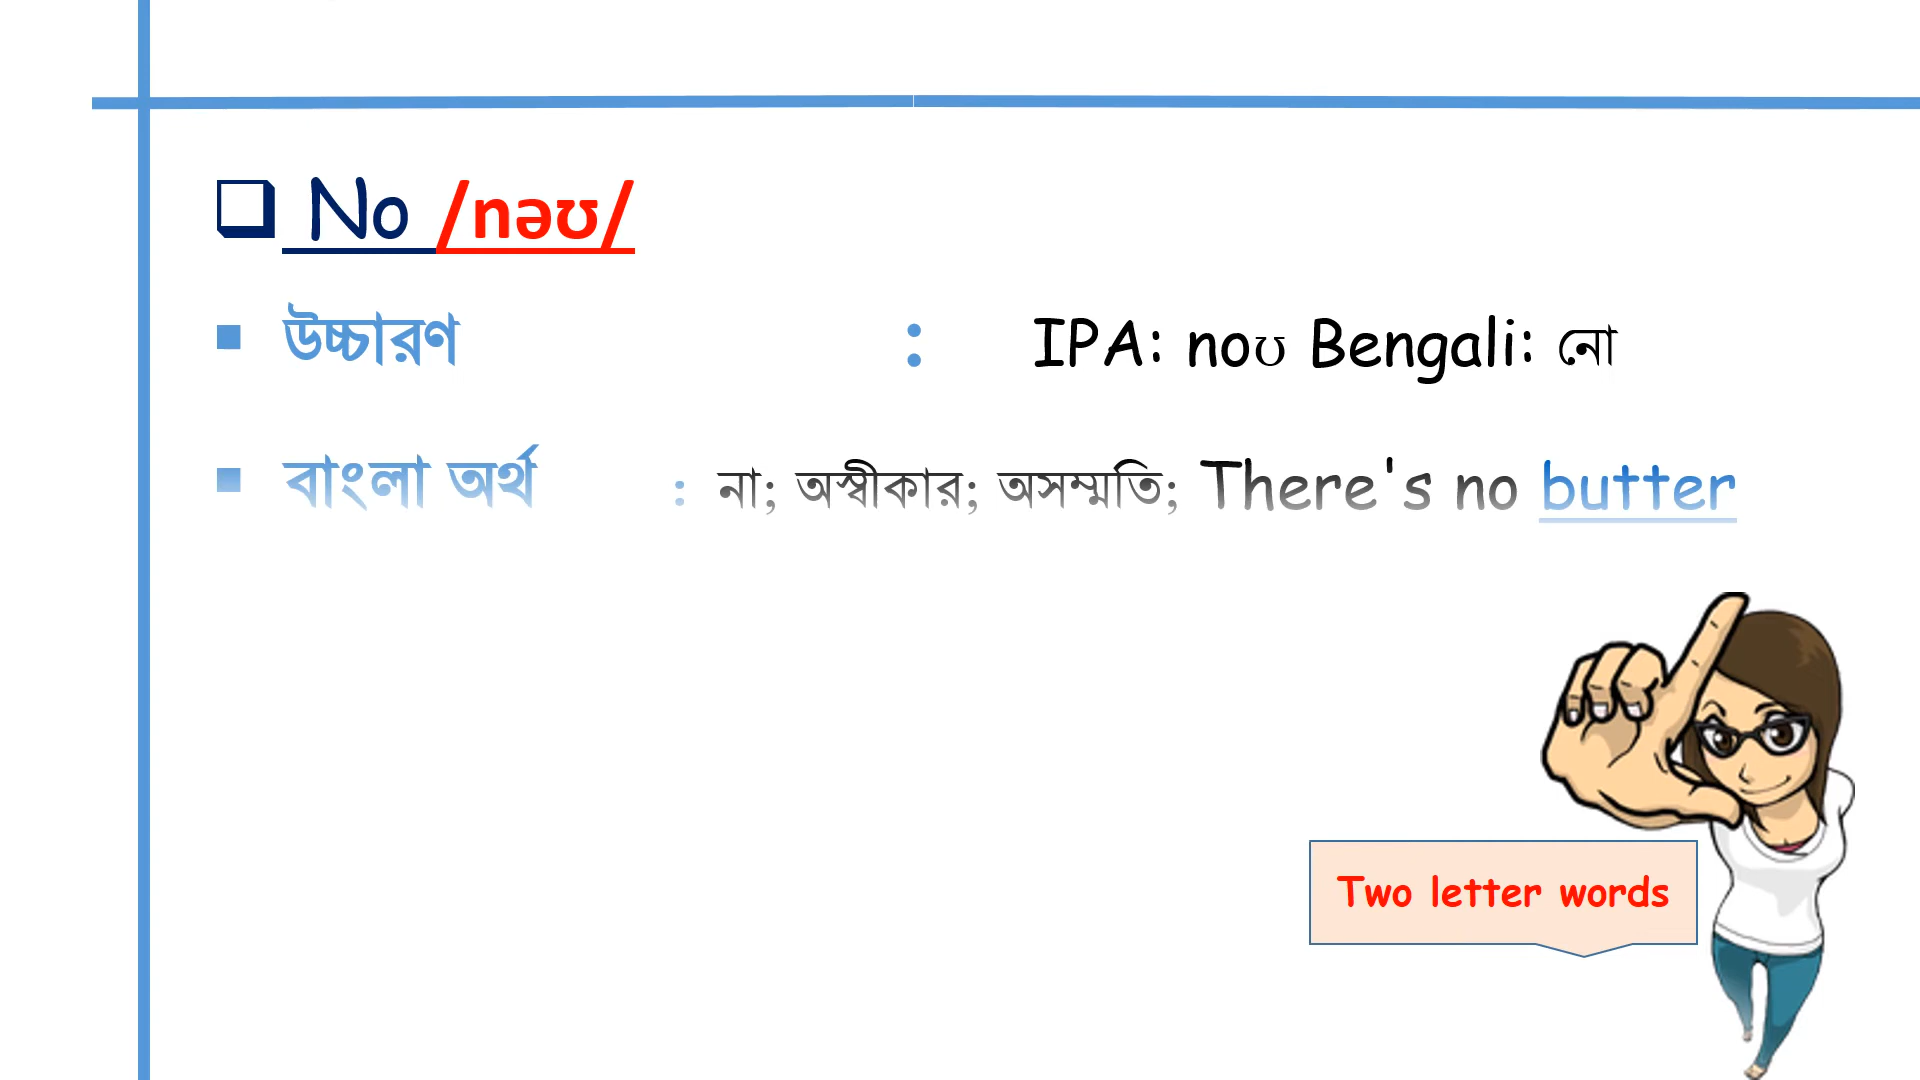 No /nəʊ/
উচ্চারণ : IPA: noʊ Bengali: নো
বাংলা অর্থ : না; অস্বীকার; অসম্মতি; There's no butter
Two letter words